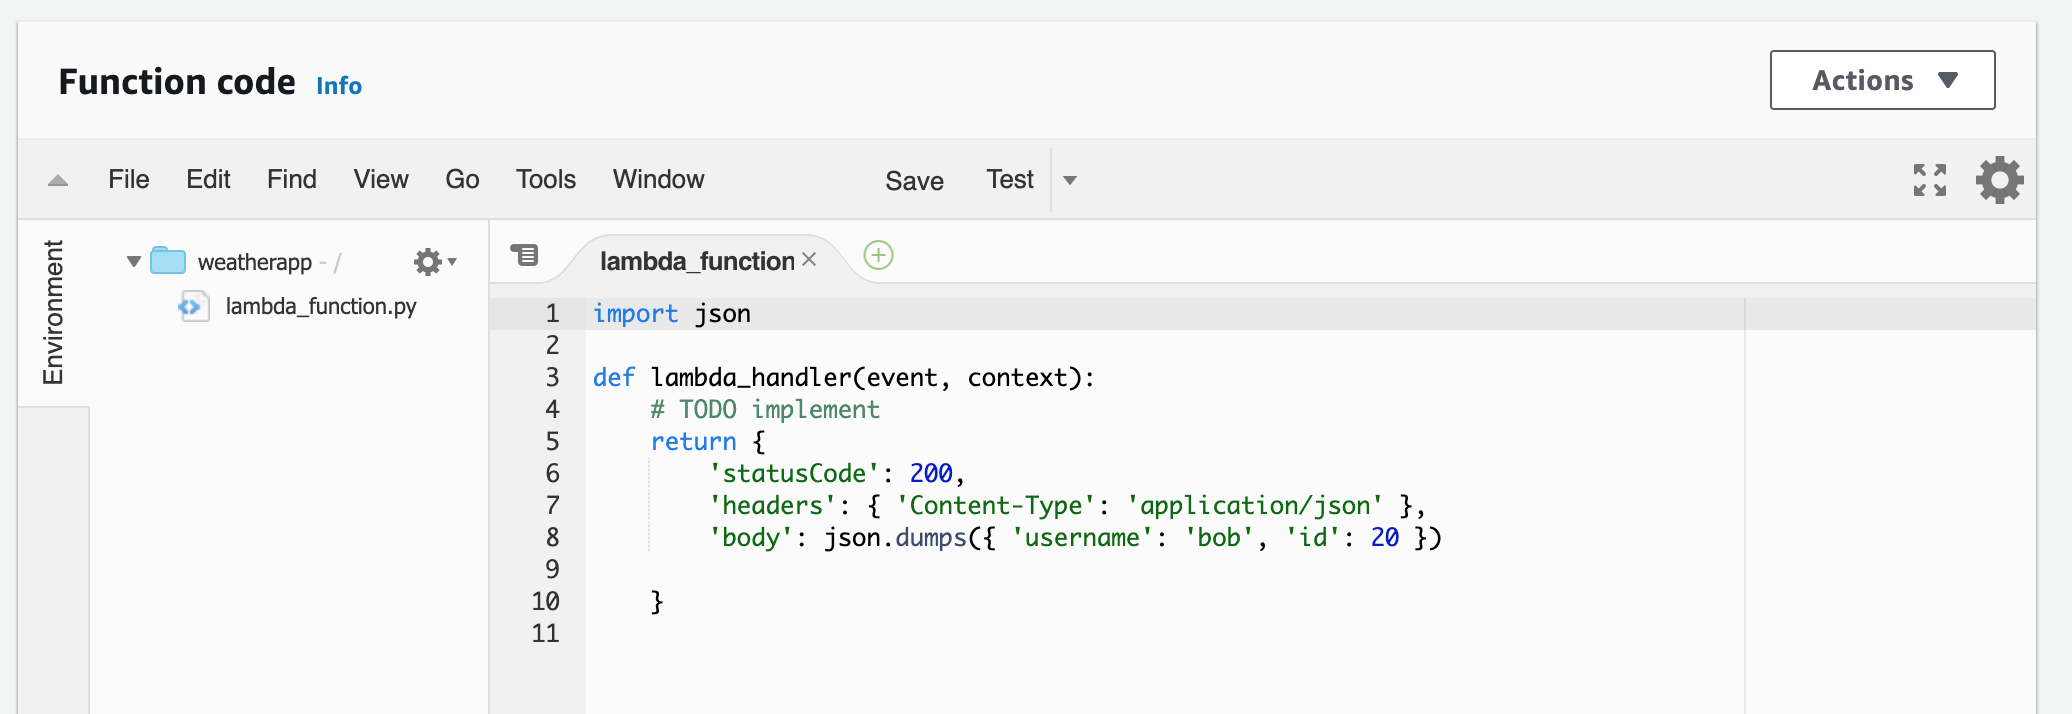 Function code Info
Actions
File Edit Find View Go Tools Window Save Test
Environment
weatherapp - /
lambda_function.py
lambda_function
1 import json
2
3 def lambda_handler(event, context):
4     # TODO implement
5     return {
6         'statusCode': 200,
7         'headers': { 'Content-Type': 'application/json' },
8         'body': json.dumps({ 'username': 'bob', 'id': 20 })
9
10     }
11